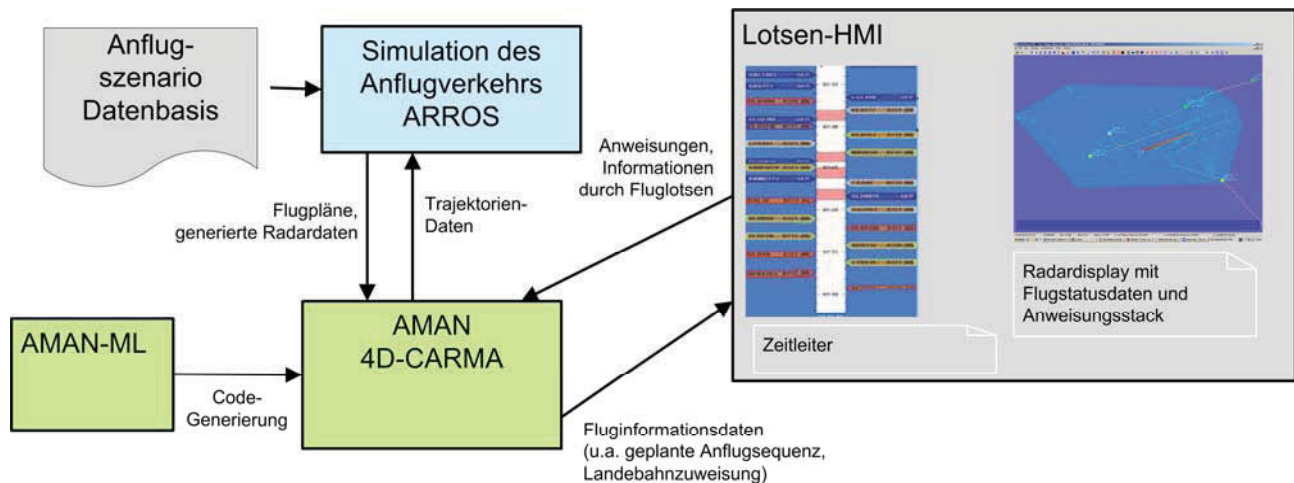 Anflug-
szenario
Datenbasis
Simulation des
Anflugverkehrs
ARROS
Lotsen-HMI
Anweisungen,
Informationen
durch Fluglotsen
Flugpläne,
generierte Radardaten
Trajektorien-
Daten
Radardisplay mit
Flugstatusdaten und
Anweisungsstack
Zeitleiter
AMAN-ML
AMAN
4D-CARMA
Code-
Generierung
Fluginformationsdaten
(u.a. geplante Anflugsequenz,
Landebahnzuweisung)